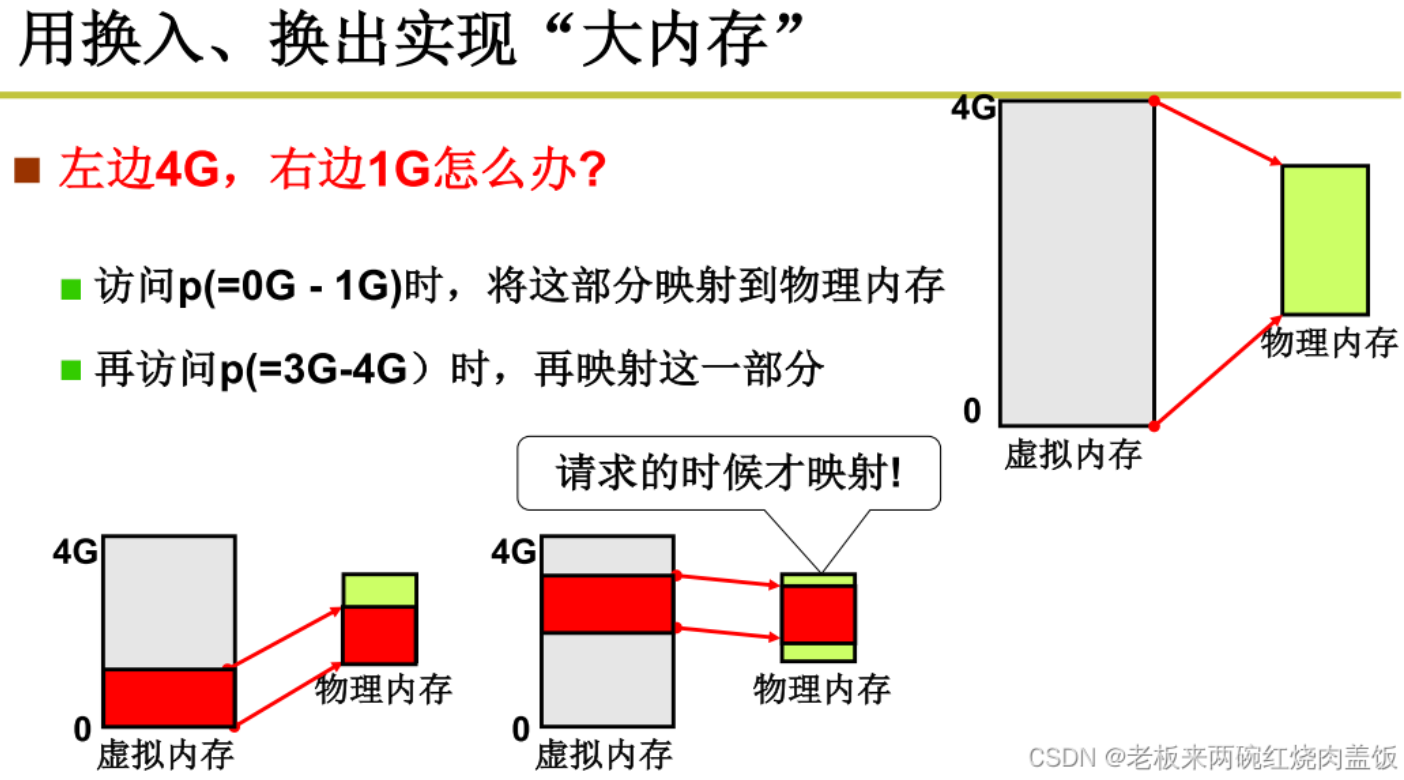 用换入、换出实现“大内存”
左边4G，右边1G怎么办?
访问p(=0G - 1G)时，将这部分映射到物理内存
再访问p(=3G-4G）时，再映射这一部分
4G
0
虚拟内存
物理内存
请求的时候才映射!
4G
0
虚拟内存
物理内存
4G
0
虚拟内存
物理内存
CSDN @老板来两碗红烧肉盖饭